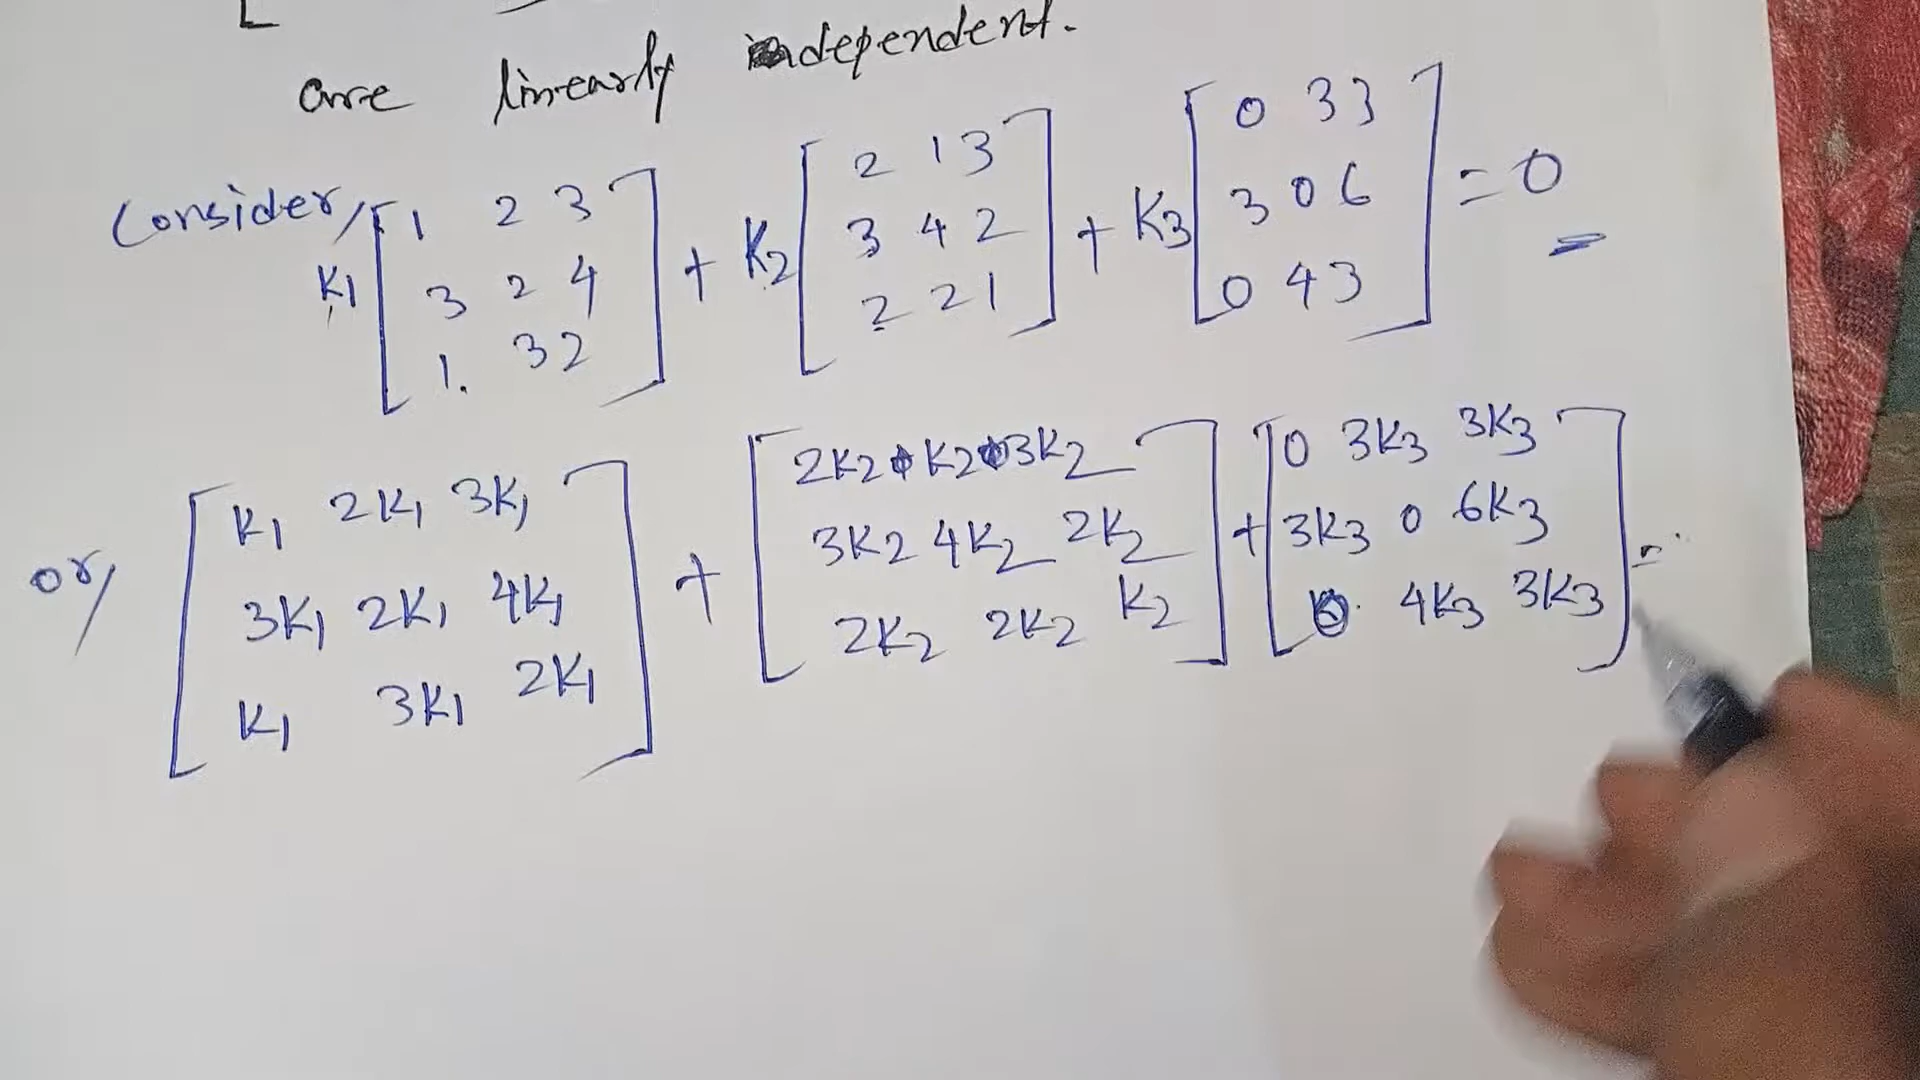 are linearly independent.
Consider, K1 [1 2 3 3 2 4 1. 3 2] + K2 [2 1 3 3 4 2 2 2 1] + K3 [0 3 3 3 0 6 0 4 3] = 0
or, [K1 2K1 3K1 3K1 2K1 4K1 K1 3K1 2K1] + [2K2 K2 3K2 3K2 4K2 2K2 2K2 2K2 K2] + [0 3K3 3K3 3K3 0 6K3 0 4K3 3K3] =